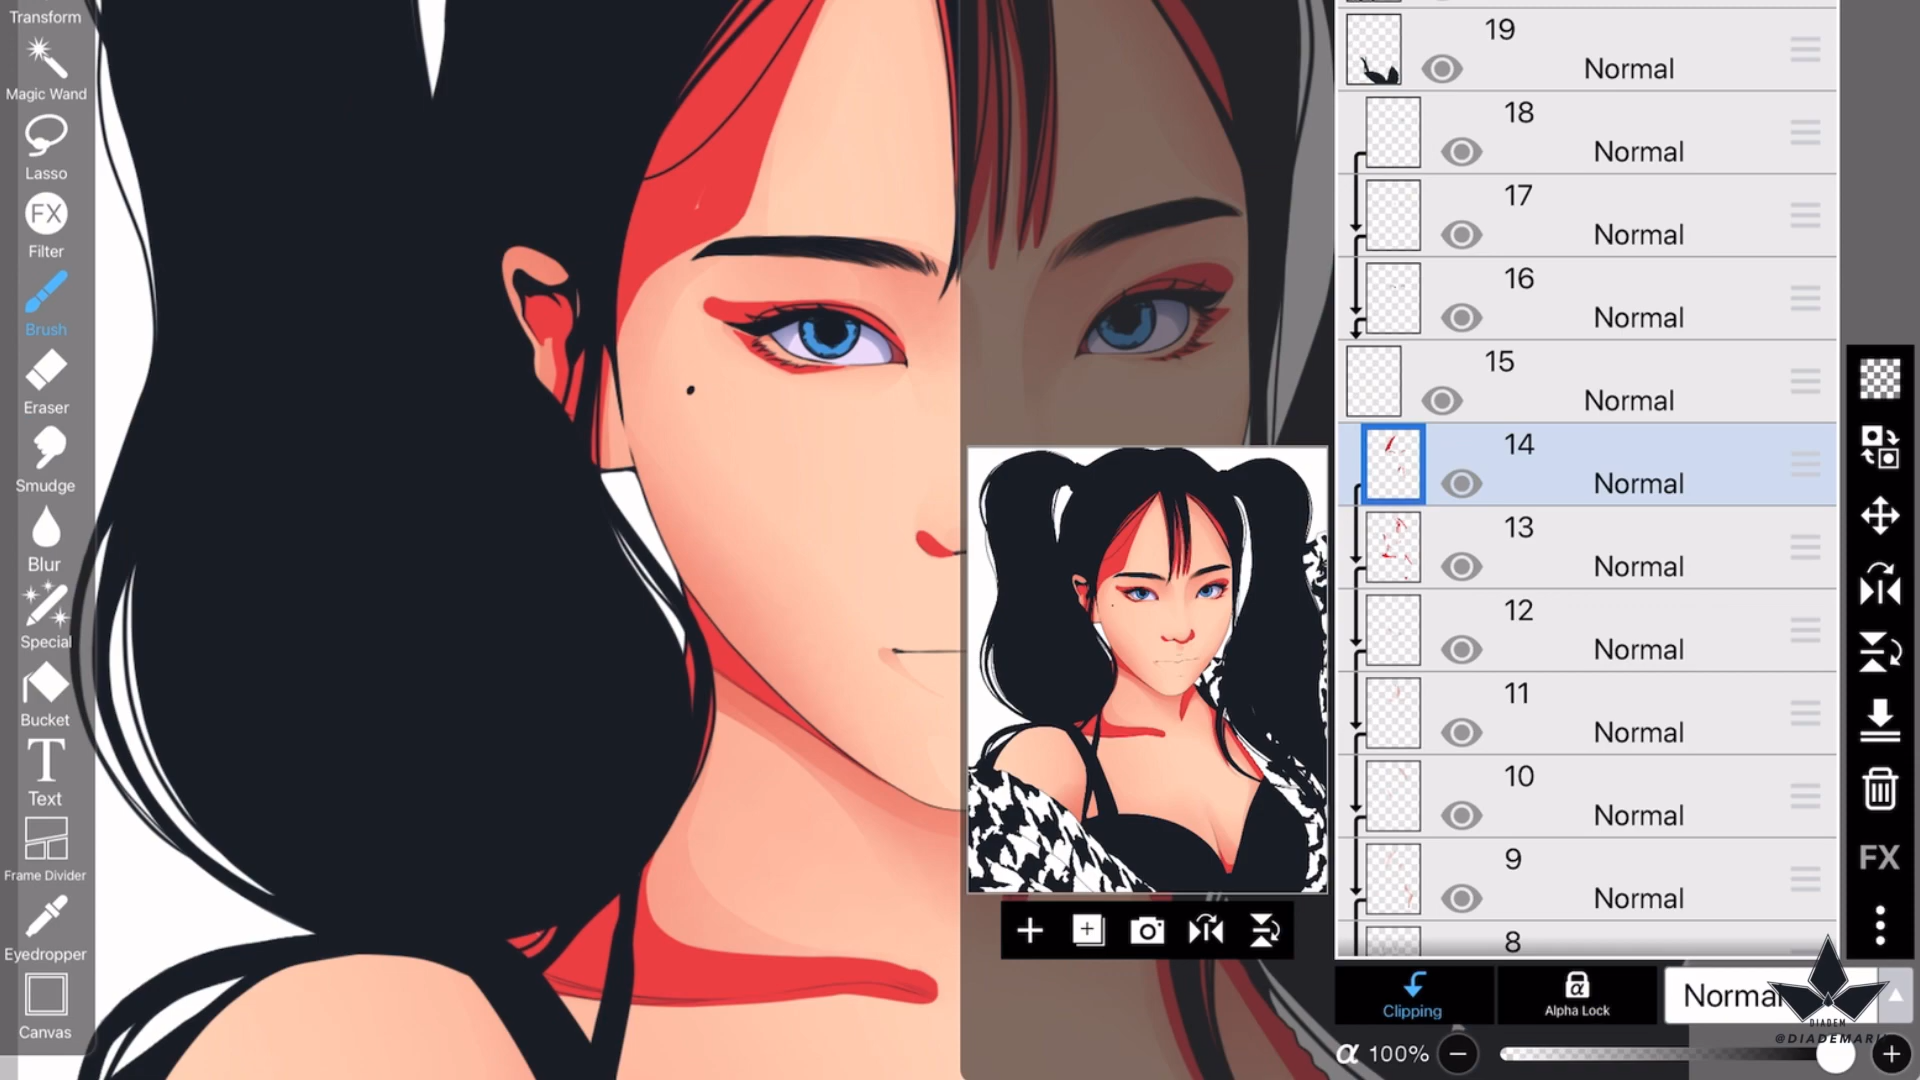 Transform
Magic Wand
Lasso
FX
Filter
Brush
Eraser
Smudge
Blur
Special
Bucket
T
Text
Frame Divider
Eyedropper
Canvas
19
Normal
18
Normal
17
Normal
16
Normal
15
Normal
14
Normal
13
Normal
12
Normal
11
Normal
10
Normal
9
Normal
8
FX
Clipping
α
Alpha Lock
Normal
DIADEM
α 100%